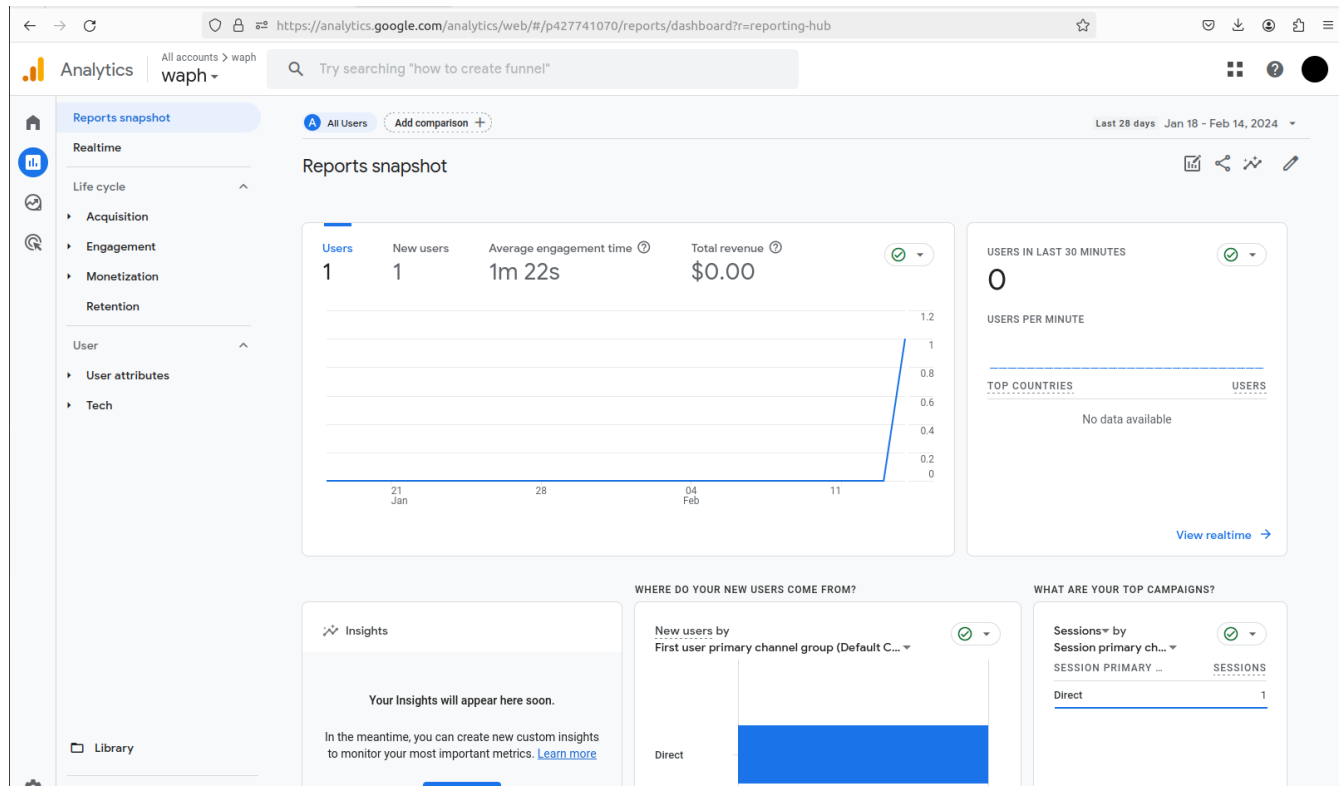 https://analytics.google.com/analytics/web/#/p427741070/reports/dashboard?r=reporting-hub
Analytics
All accounts > waph
waph
Try searching "how to create funnel"
Reports snapshot
Realtime
Life cycle
Acquisition
Engagement
Monetization
Retention
User
User attributes
Tech
Library
A All Users
Add comparison +
Last 28 days Jan 18 - Feb 14, 2024
Reports snapshot
Users New users Average engagement time Total revenue
1 1 1m 22s $0.00
1.2
1
0.8
0.6
0.4
0.2
0
21 28 04 11
Jan Feb
USERS IN LAST 30 MINUTES
0
USERS PER MINUTE
TOP COUNTRIES USERS
No data available
View realtime
Insights
Your Insights will appear here soon.
In the meantime, you can create new custom insights
to monitor your most important metrics. Learn more
WHERE DO YOUR NEW USERS COME FROM?
New users by
First user primary channel group (Default C...
Direct
WHAT ARE YOUR TOP CAMPAIGNS?
Sessions by
Session primary ch...
SESSION PRIMARY ... SESSIONS
Direct 1